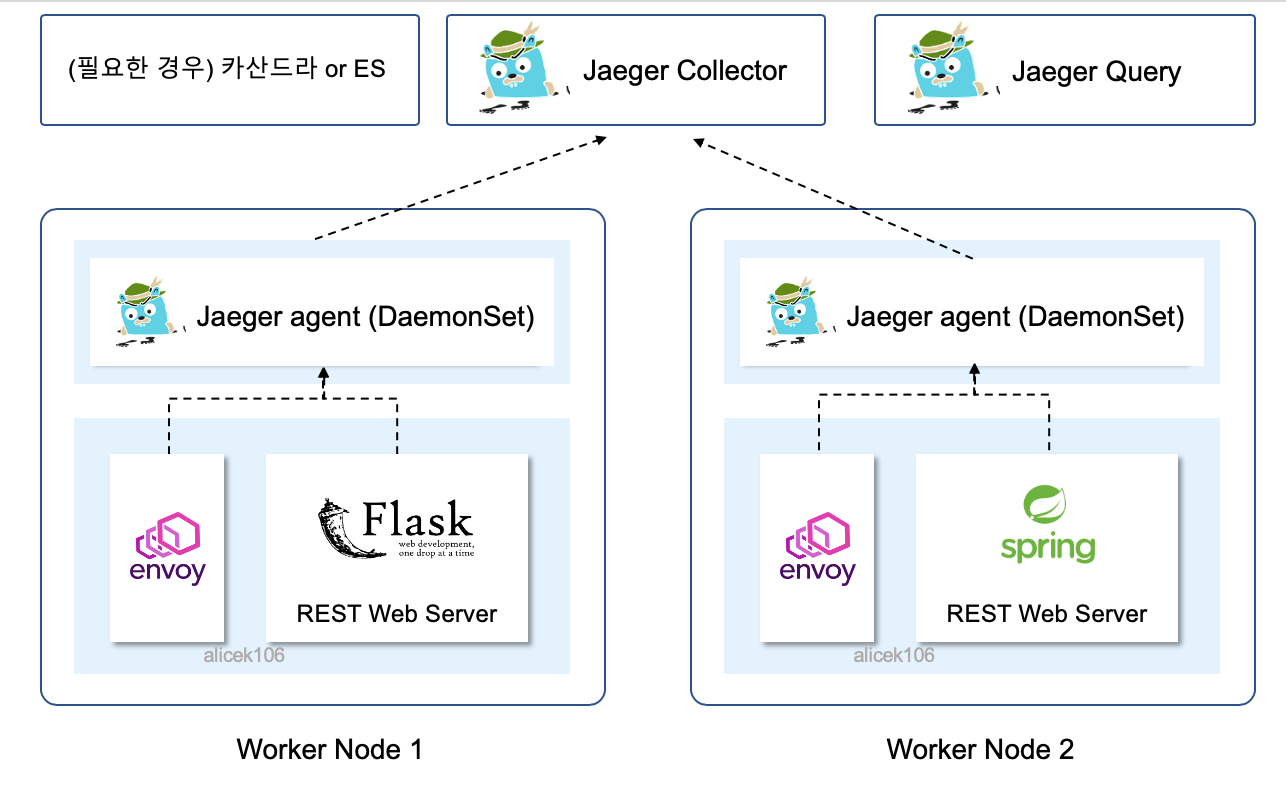 (필요한 경우) 카산드라 or ES
Jaeger Collector
Jaeger Query
Jaeger agent (DaemonSet)
Jaeger agent (DaemonSet)
envoy
Flask
web development,
one drop at a time
REST Web Server
alicek106
envoy
spring
REST Web Server
alicek106
Worker Node 1
Worker Node 2